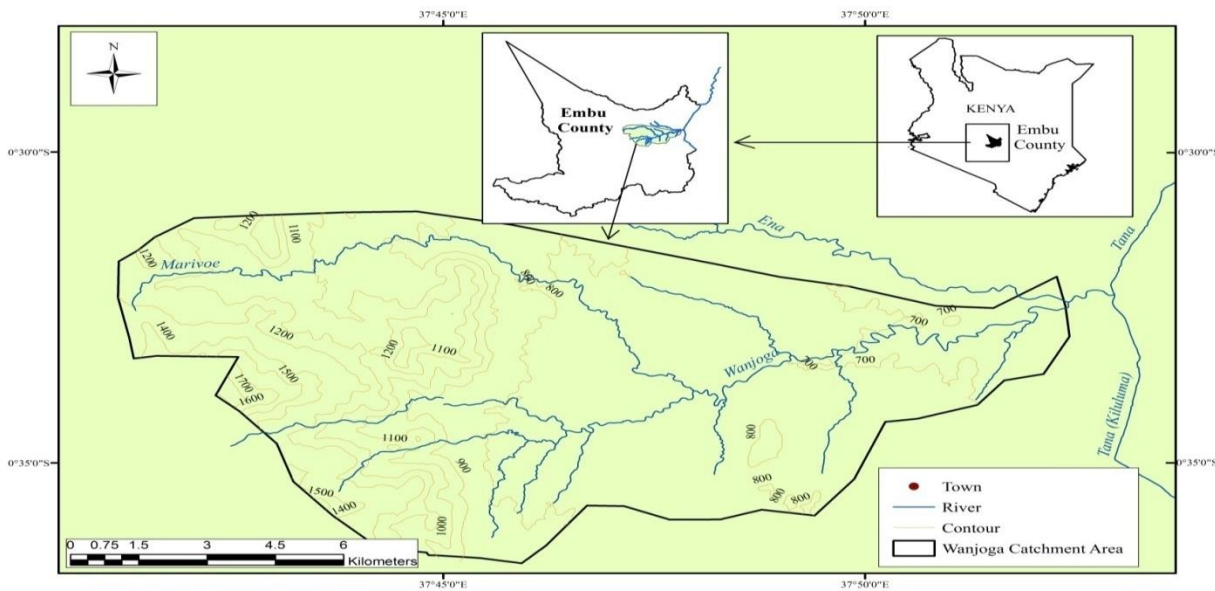 37°45'0"E
37°50'0"E
N
Embu
County
KENYA
Embu
County
0°30'0"S
0°30'0"S
Ena
Tana
1200
1100
1200
Marivoe
800
700
700
1400
1200
1200
1100
Wanjoga
700
700
1500
1700
1600
1100
900
800
800
800
800
1500
1400
1000
Tana (Kiluluma)
0°35'0"S
0°35'0"S
Town
River
Contour
Wanjoga Catchment Area
0 0.75 1.5 3 4.5 6
Kilometers
37°45'0"E
37°50'0"E